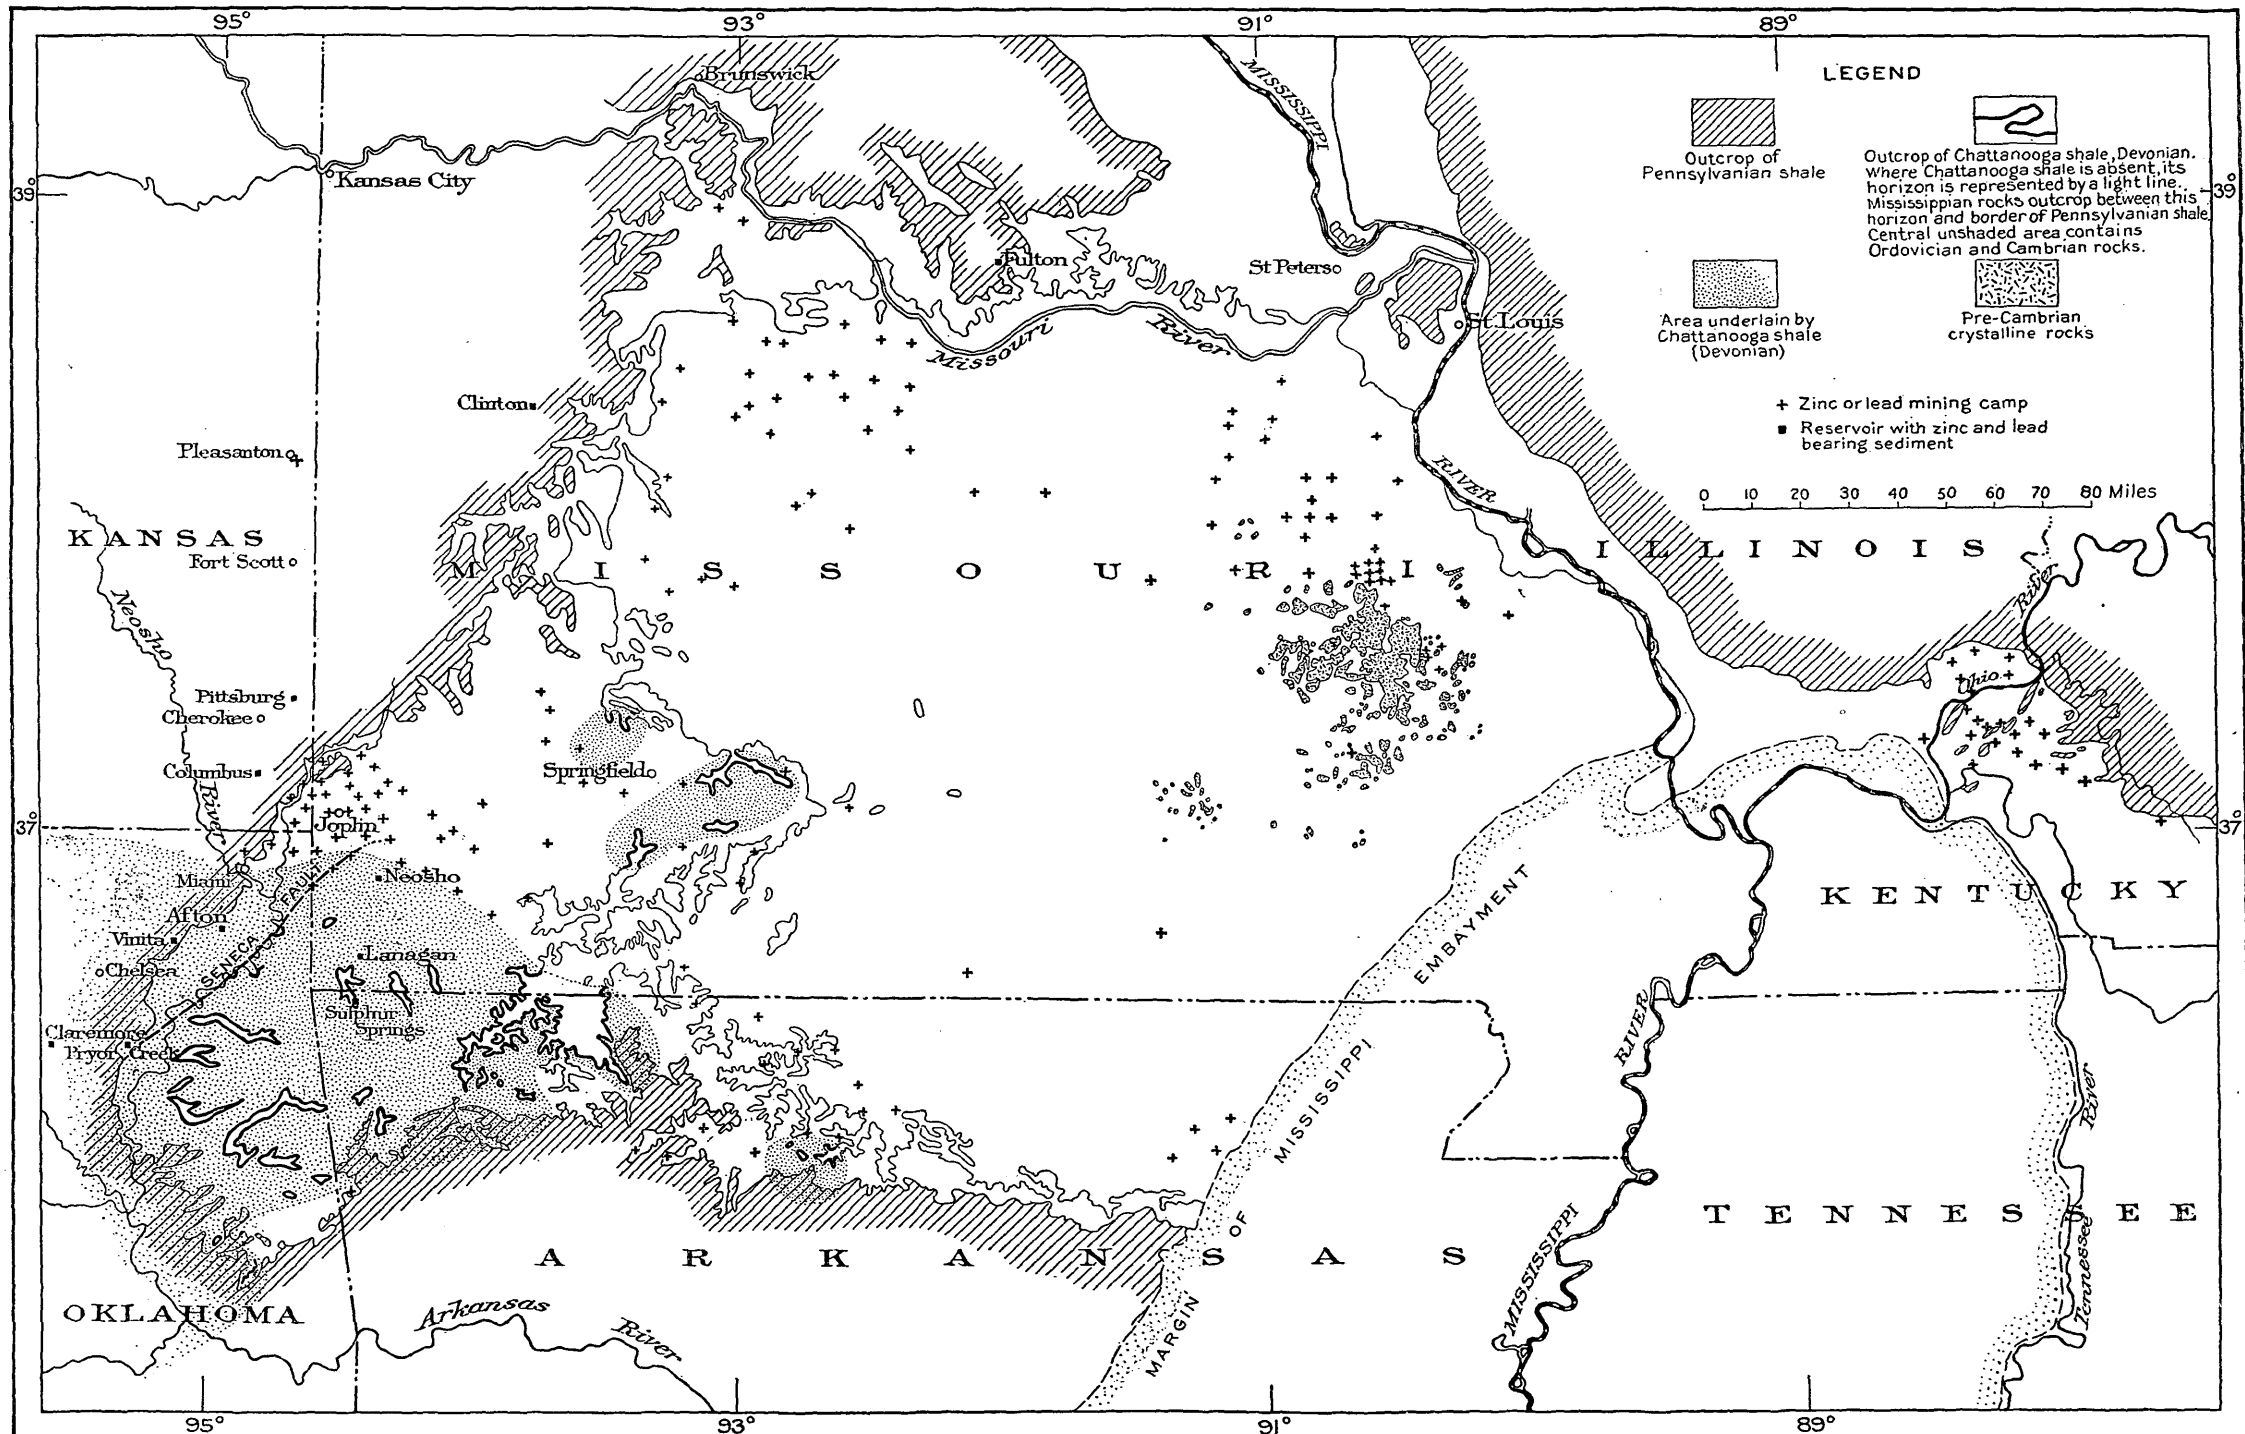 95°
93°
91°
89°
LEGEND
Outcrop of
Pennsylvanian shale
Outcrop of Chattanooga shale, Devonian.
Where Chattanooga shale is absent, its
horizon is represented by a light line.
Mississippian rocks outcrop between this
horizon and border of Pennsylvanian shale.
Central unshaded area contains
Ordovician and Cambrian rocks.
Area underlain by
Chattanooga shale
(Devonian)
Pre-Cambrian
crystalline rocks
Zinc or lead mining camp
Reservoir with zinc and lead
bearing sediment
0 10 20 30 40 50 60 70 80 Miles
Brunswick
MISSISSIPPI
Kansas City
39°
39°
Fulton
St Peters
St. Louis
Missouri River
Clinton
Pleasanton
RIVER
KANSAS
Fort Scott
MISSOURI
ILLINOIS
Neosho
River
River
Ohio
Pittsburg
Cherokee
Columbus
Springfield
Joplin
37°
37°
Miami
FAULT
Neosho
Afton
Vinita
SENECA
Chelsea
Lanagan
KENTUCKY
Sulphur
Springs
Claremore
Pryor Creek
MARGIN OF MISSISSIPPI EMBAYMENT
RIVER
MISSISSIPPI
River
Tennessee
TENNESSEE
ARKANSAS
OKLAHOMA
Arkansas River
95°
93°
91°
89°